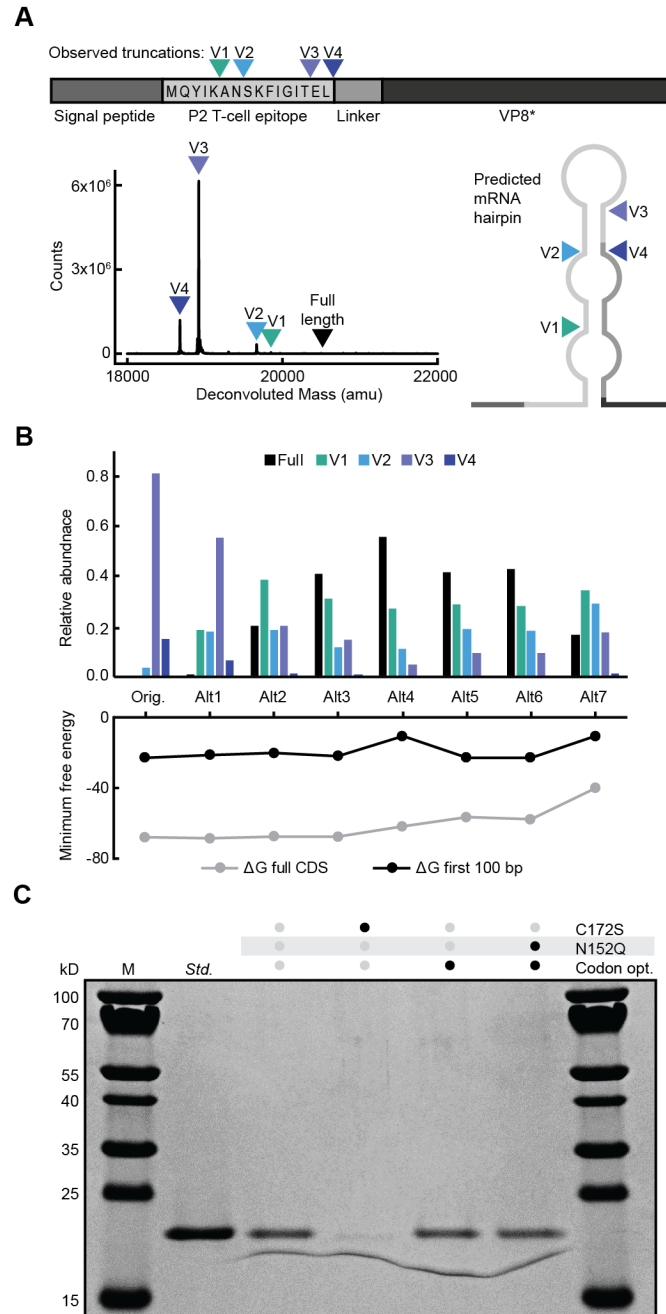 A
Observed truncations: V1 V2 V3 V4
MQYIKANSKFIGITEL
Signal peptide P2 T-cell epitope Linker VP8*
V3
6x10⁶
3x10⁶
0
Counts
V4 V2 V1 Full length
18000 20000 22000
Deconvoluted Mass (amu)
Predicted
mRNA
hairpin
V3
V2 V4
V1
B
Full V1 V2 V3 V4
0.8
0.6
0.4
0.2
0.0
Relative abundnace
Orig. Alt1 Alt2 Alt3 Alt4 Alt5 Alt6 Alt7
0
-40
-80
Minimum free energy
ΔG full CDS ΔG first 100 bp
C
C172S
N152Q
kD M Std. Codon opt.
100
70
55
40
35
25
15